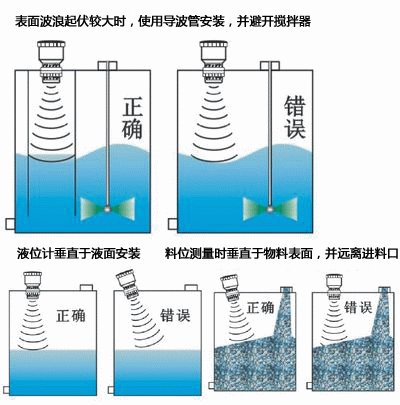 表面波浪起伏较大时，使用导波管安装，并避开搅拌器
正确
错误
液位计垂直于液面安装
料位测量时垂直于物料表面，并远离进料口
正确
错误
正确
错误